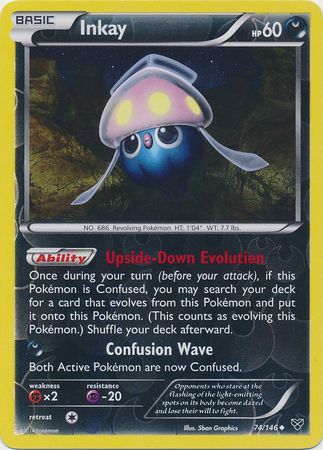 BASIC
Inkay
HP60
NO. 686 Revolving Pokémon HT: 1'04" WT: 7.7 lbs.
Ability Upside-Down Evolution
Once during your turn (before your attack), if this
Pokémon is Confused, you may search your deck
for a card that evolves from this Pokémon and put
it onto this Pokémon. (This counts as evolving this
Pokémon.) Shuffle your deck afterward.
Confusion Wave
Both Active Pokémon are now Confused.
weakness
×2
resistance
-20
retreat
Opponents who stare at the
flashing of the light-emitting
spots on its body become dazed
and lose their will to fight.
©2014 Pokémon
Illus. 5ban Graphics
74/146
XY